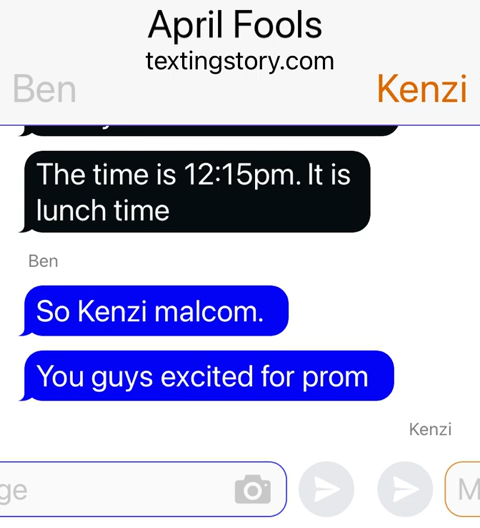 April Fools
textingstory.com
Ben
Kenzi
The time is 12:15pm. It is
lunch time
Ben
So Kenzi malcom.
You guys excited for prom
Kenzi
ge
M